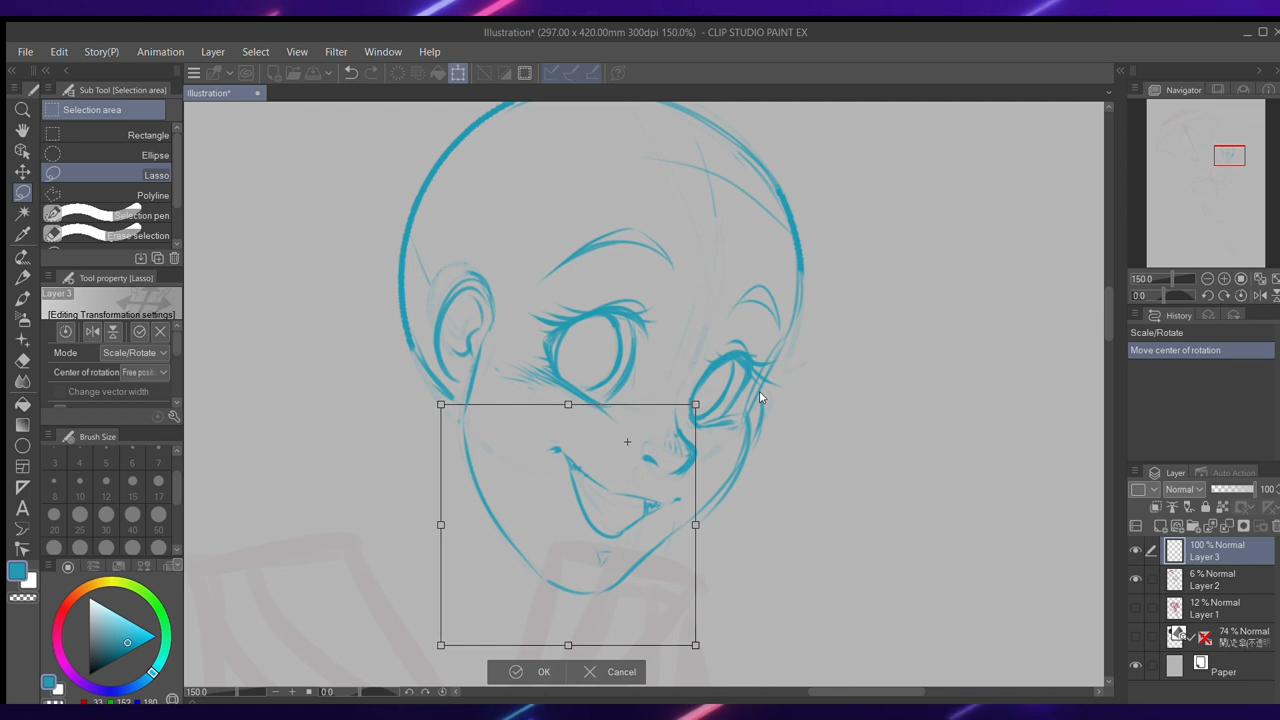 Illustration* (297.00 x 420.00mm 300dpi 150.0%) - CLIP STUDIO PAINT EX
File Edit Story(P) Animation Layer Select View Filter Window Help
Sub Tool [Selection area]
Illustration*
Navigator
Selection area
Rectangle
Ellipse
Lasso
Polyline
Selection pen
Erase selection
Tool property [Lasso]
Layer 3
[Editing Transformation settings]
Mode Scale/Rotate
Center of rotation Free posit
Change vector width
Brush Size
3 4 5 6 7
8 10 12 15 17
20 25 30 40 50
33 152 180
150.0
0.0
OK Cancel
150.0
0.0
History
Scale/Rotate
Move center of rotation
Layer Auto Action
Normal 100
100 % Normal
Layer 3
6 % Normal
Layer 2
12 % Normal
Layer 1
74 % Normal
Paper